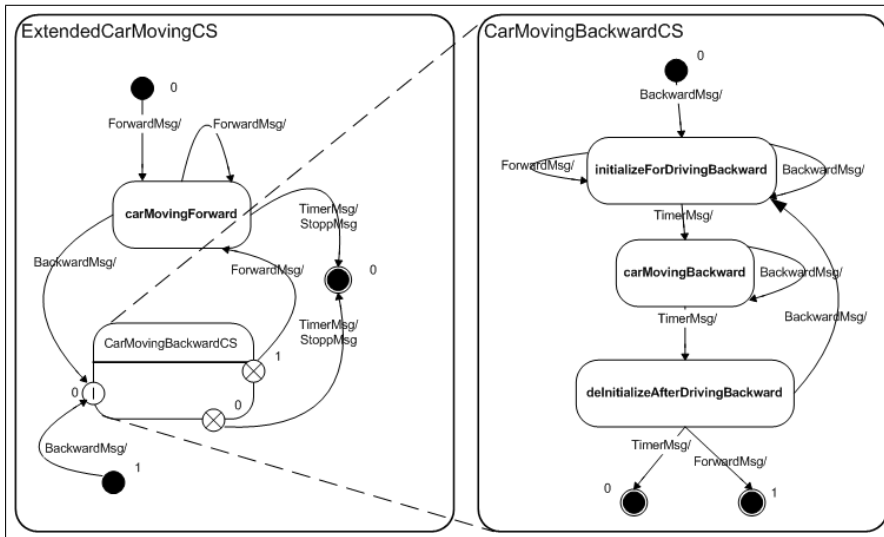 ExtendedCarMovingCS
0
ForwardMsg/
ForwardMsg/
carMovingForward
TimerMsg/
StoppMsg
BackwardMsg/
ForwardMsg/
0
CarMovingBackwardCS
TimerMsg/
StoppMsg
1
0
I
0
BackwardMsg/
1
CarMovingBackwardCS
0
BackwardMsg/
ForwardMsg/
initializeForDrivingBackward
BackwardMsg/
TimerMsg/
carMovingBackward
BackwardMsg/
TimerMsg/
BackwardMsg/
deInitializeAfterDrivingBackward
TimerMsg/
ForwardMsg/
0
1